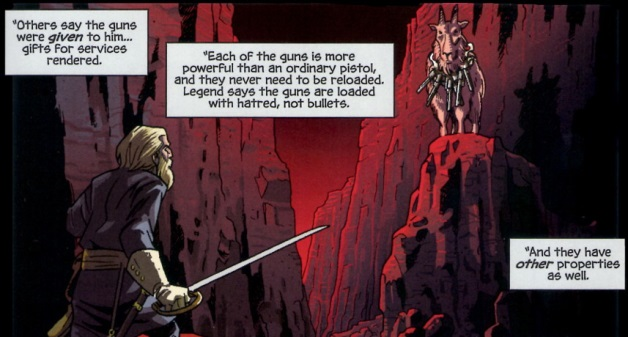 "Others say the guns
were given to him...
gifts for services
rendered.
"Each of the guns is more
powerful than an ordinary pistol,
and they never need to be reloaded.
Legend says the guns are loaded
with hatred, not bullets.
"And they have
other properties
as well.